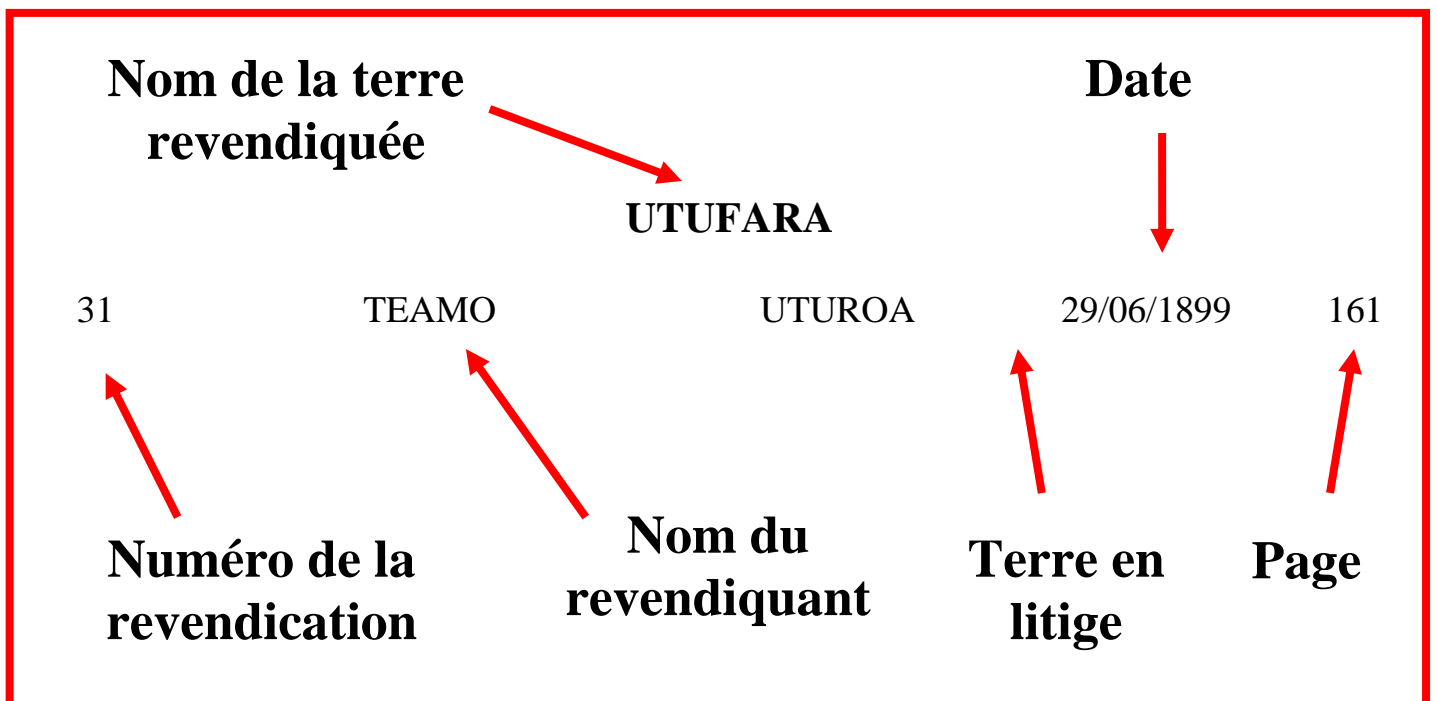 Nom de la terre
revendiquée
Date
UTUFARA
31 TEAMO UTUROA 29/06/1899 161
Numéro de la
revendication
Nom du
revendiquant
Terre en
litige
Page